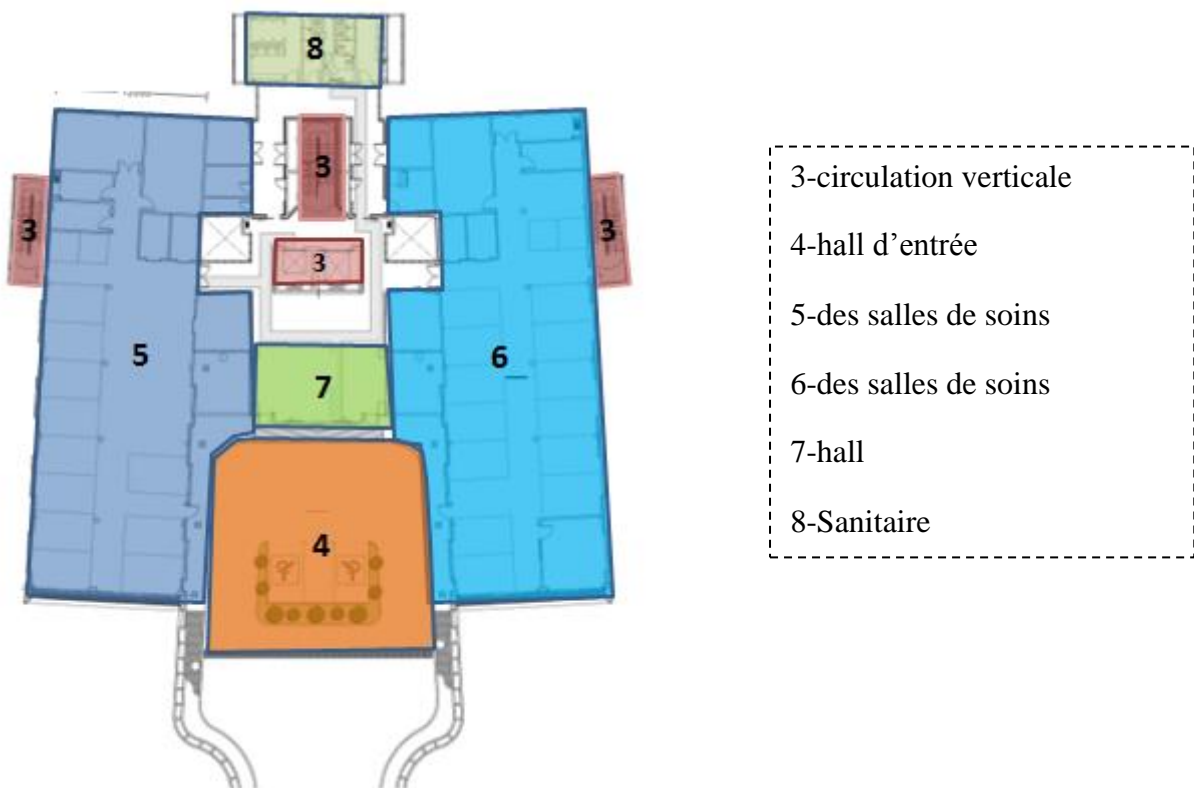 8
3
3
3
3
5
6
7
4
3-circulation verticale
4-hall d’entrée
5-des salles de soins
6-des salles de soins
7-hall
8-Sanitaire